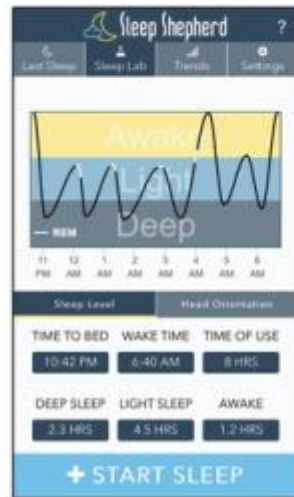 Sleep Shepherd ?
Last Sleep Sleep Lab Trends Settings
Awake
Light
Deep
REM
11 12 1 2 3 4 5 6
PM AM AM AM AM AM AM AM
Sleep Level Head Orientation
TIME TO BED WAKE TIME TIME OF USE
10:42 PM 6:40 AM 8 HRS
DEEP SLEEP LIGHT SLEEP AWAKE
2.3 HRS 4.5 HRS 1.2 HRS
+ START SLEEP